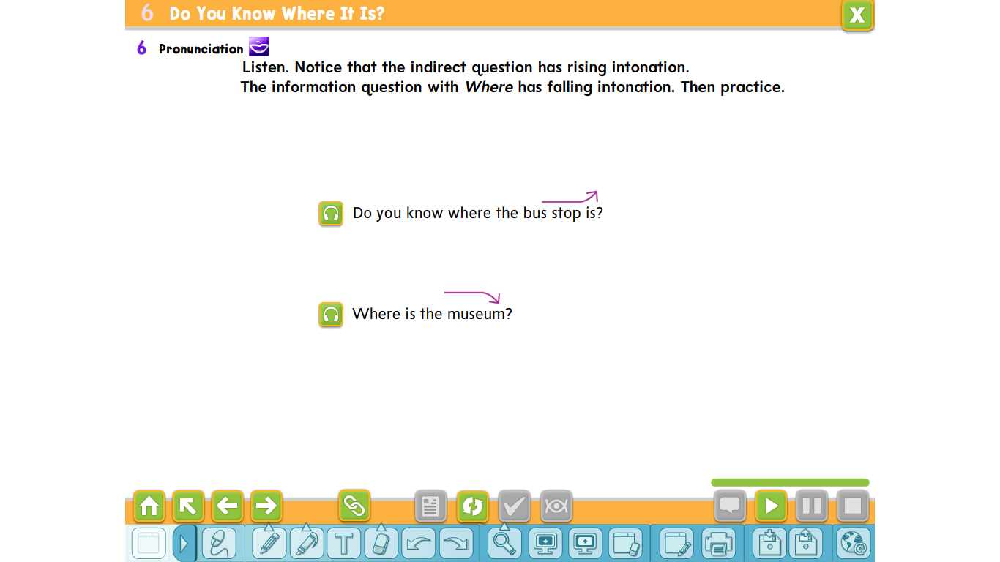 6 Do You Know Where It Is?
X
6 Pronunciation
Listen. Notice that the indirect question has rising intonation.
The information question with Where has falling intonation. Then practice.
Do you know where the bus stop is?
Where is the museum?
T
@